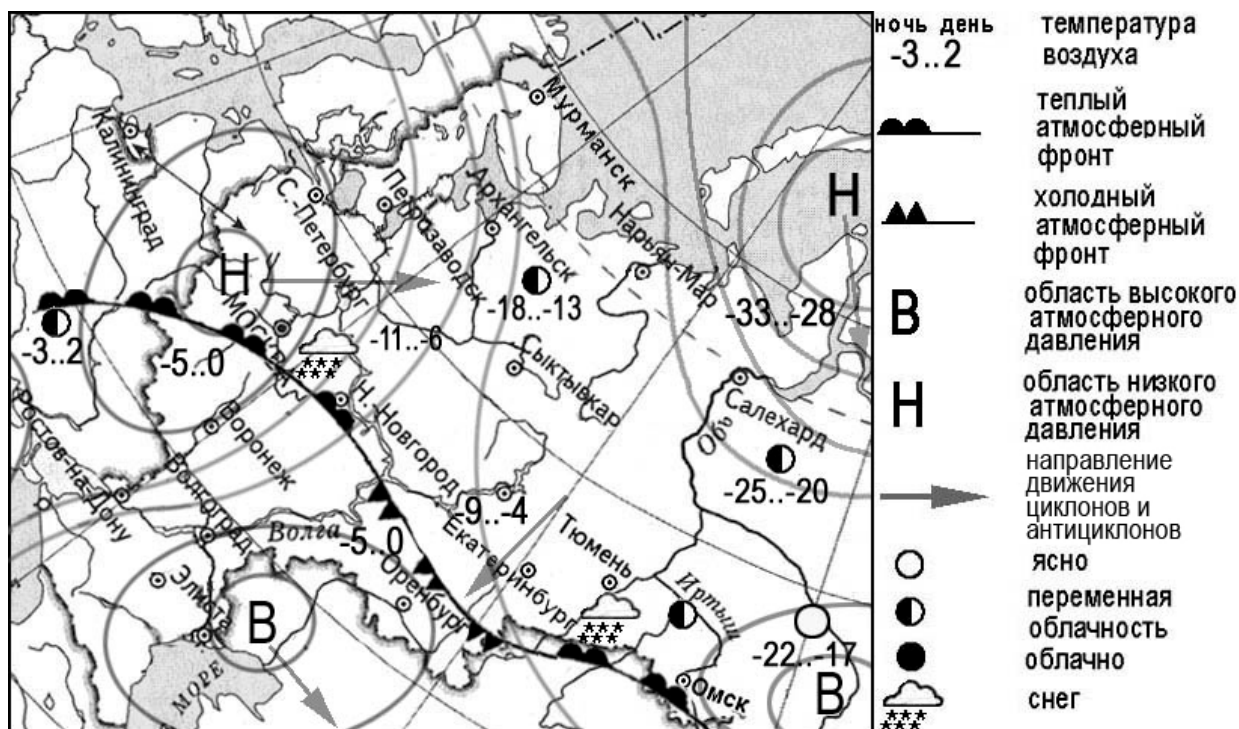 Мурманск
Калининград
С.-Петербург
Петрозаводск
Архангельск
Нарьян-Мар
Н
Н
МОСКВА
-18..-13
-33..-28
-3..2
-5..0
-11..-6
Сыктывкар
Салехард
Обь
Н. Новгород
Воронеж
Ростов-на-Дону
Волгоград
-25..-20
-9..-4
Волга
-5..0
Екатеринбург
Тюмень
Иртыш
Оренбург
Элиста
В
-22..-17
МОРЕ
Омск
В
ночь день
-3..2
температура
воздуха
теплый
атмосферный
фронт
холодный
атмосферный
фронт
В
область высокого
атмосферного
давления
Н
область низкого
атмосферного
давления
направление
движения
циклонов и
антициклонов
ясно
переменная
облачность
облачно
снег